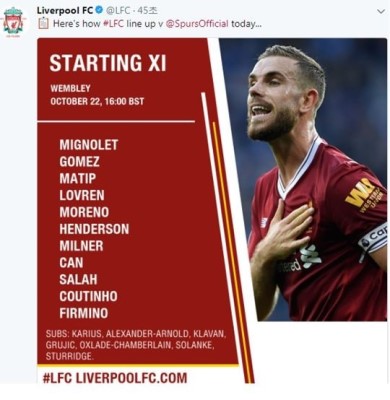 Liverpool FC @LFC · 45초
Here's how #LFC line up v @SpursOfficial today...
STARTING XI
WEMBLEY
OCTOBER 22, 16:00 BST
MIGNOLET
GOMEZ
MATIP
LOVREN
MORENO
HENDERSON
MILNER
CAN
SALAH
COUTINHO
FIRMINO
SUBS: KARIUS, ALEXANDER-ARNOLD, KLAVAN,
GRUJIC, OXLADE-CHAMBERLAIN, SOLANKE,
STURRIDGE.
#LFC LIVERPOOLFC.COM